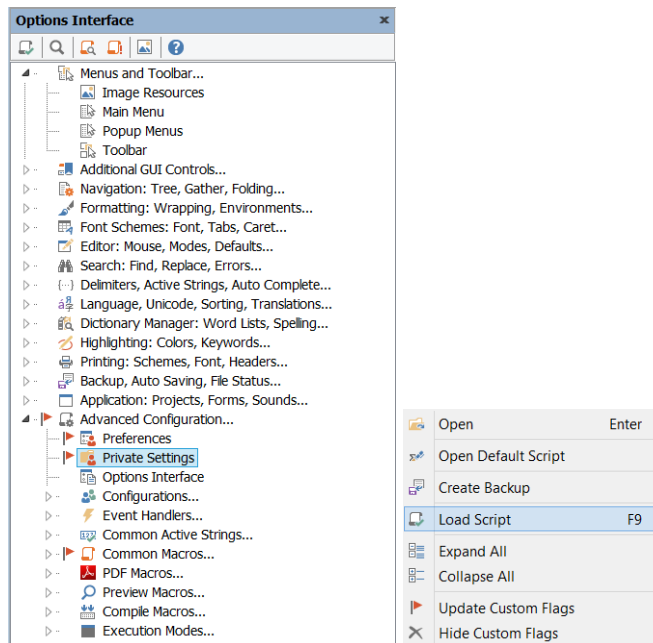 Options Interface
Menus and Toolbar...
Image Resources
Main Menu
Popup Menus
Toolbar
Additional GUI Controls...
Navigation: Tree, Gather, Folding...
Formatting: Wrapping, Environments...
Font Schemes: Font, Tabs, Caret...
Editor: Mouse, Modes, Defaults...
Search: Find, Replace, Errors...
Delimiters, Active Strings, Auto Complete...
Language, Unicode, Sorting, Translations...
Dictionary Manager: Word Lists, Spelling...
Highlighting: Colors, Keywords...
Printing: Schemes, Font, Headers...
Backup, Auto Saving, File Status...
Application: Projects, Forms, Sounds...
Advanced Configuration...
Preferences
Private Settings
Options Interface
Configurations...
Event Handlers...
Common Active Strings...
Common Macros...
PDF Macros...
Preview Macros...
Compile Macros...
Execution Modes...
Open Enter
Open Default Script
Create Backup
Load Script F9
Expand All
Collapse All
Update Custom Flags
Hide Custom Flags